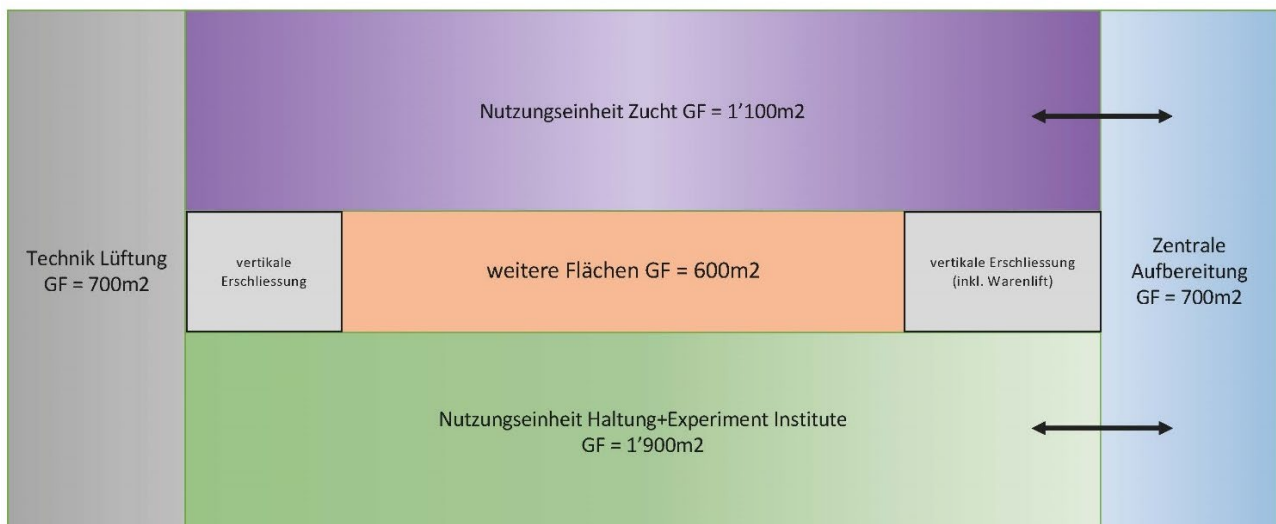 Nutzungseinheit Zucht GF = 1’100m2
Technik Lüftung
GF = 700m2
vertikale
Erschliessung
weitere Flächen GF = 600m2
vertikale Erschliessung
(inkl. Warenlift)
Zentrale
Aufbereitung
GF = 700m2
Nutzungseinheit Haltung+Experiment Institute
GF = 1’900m2